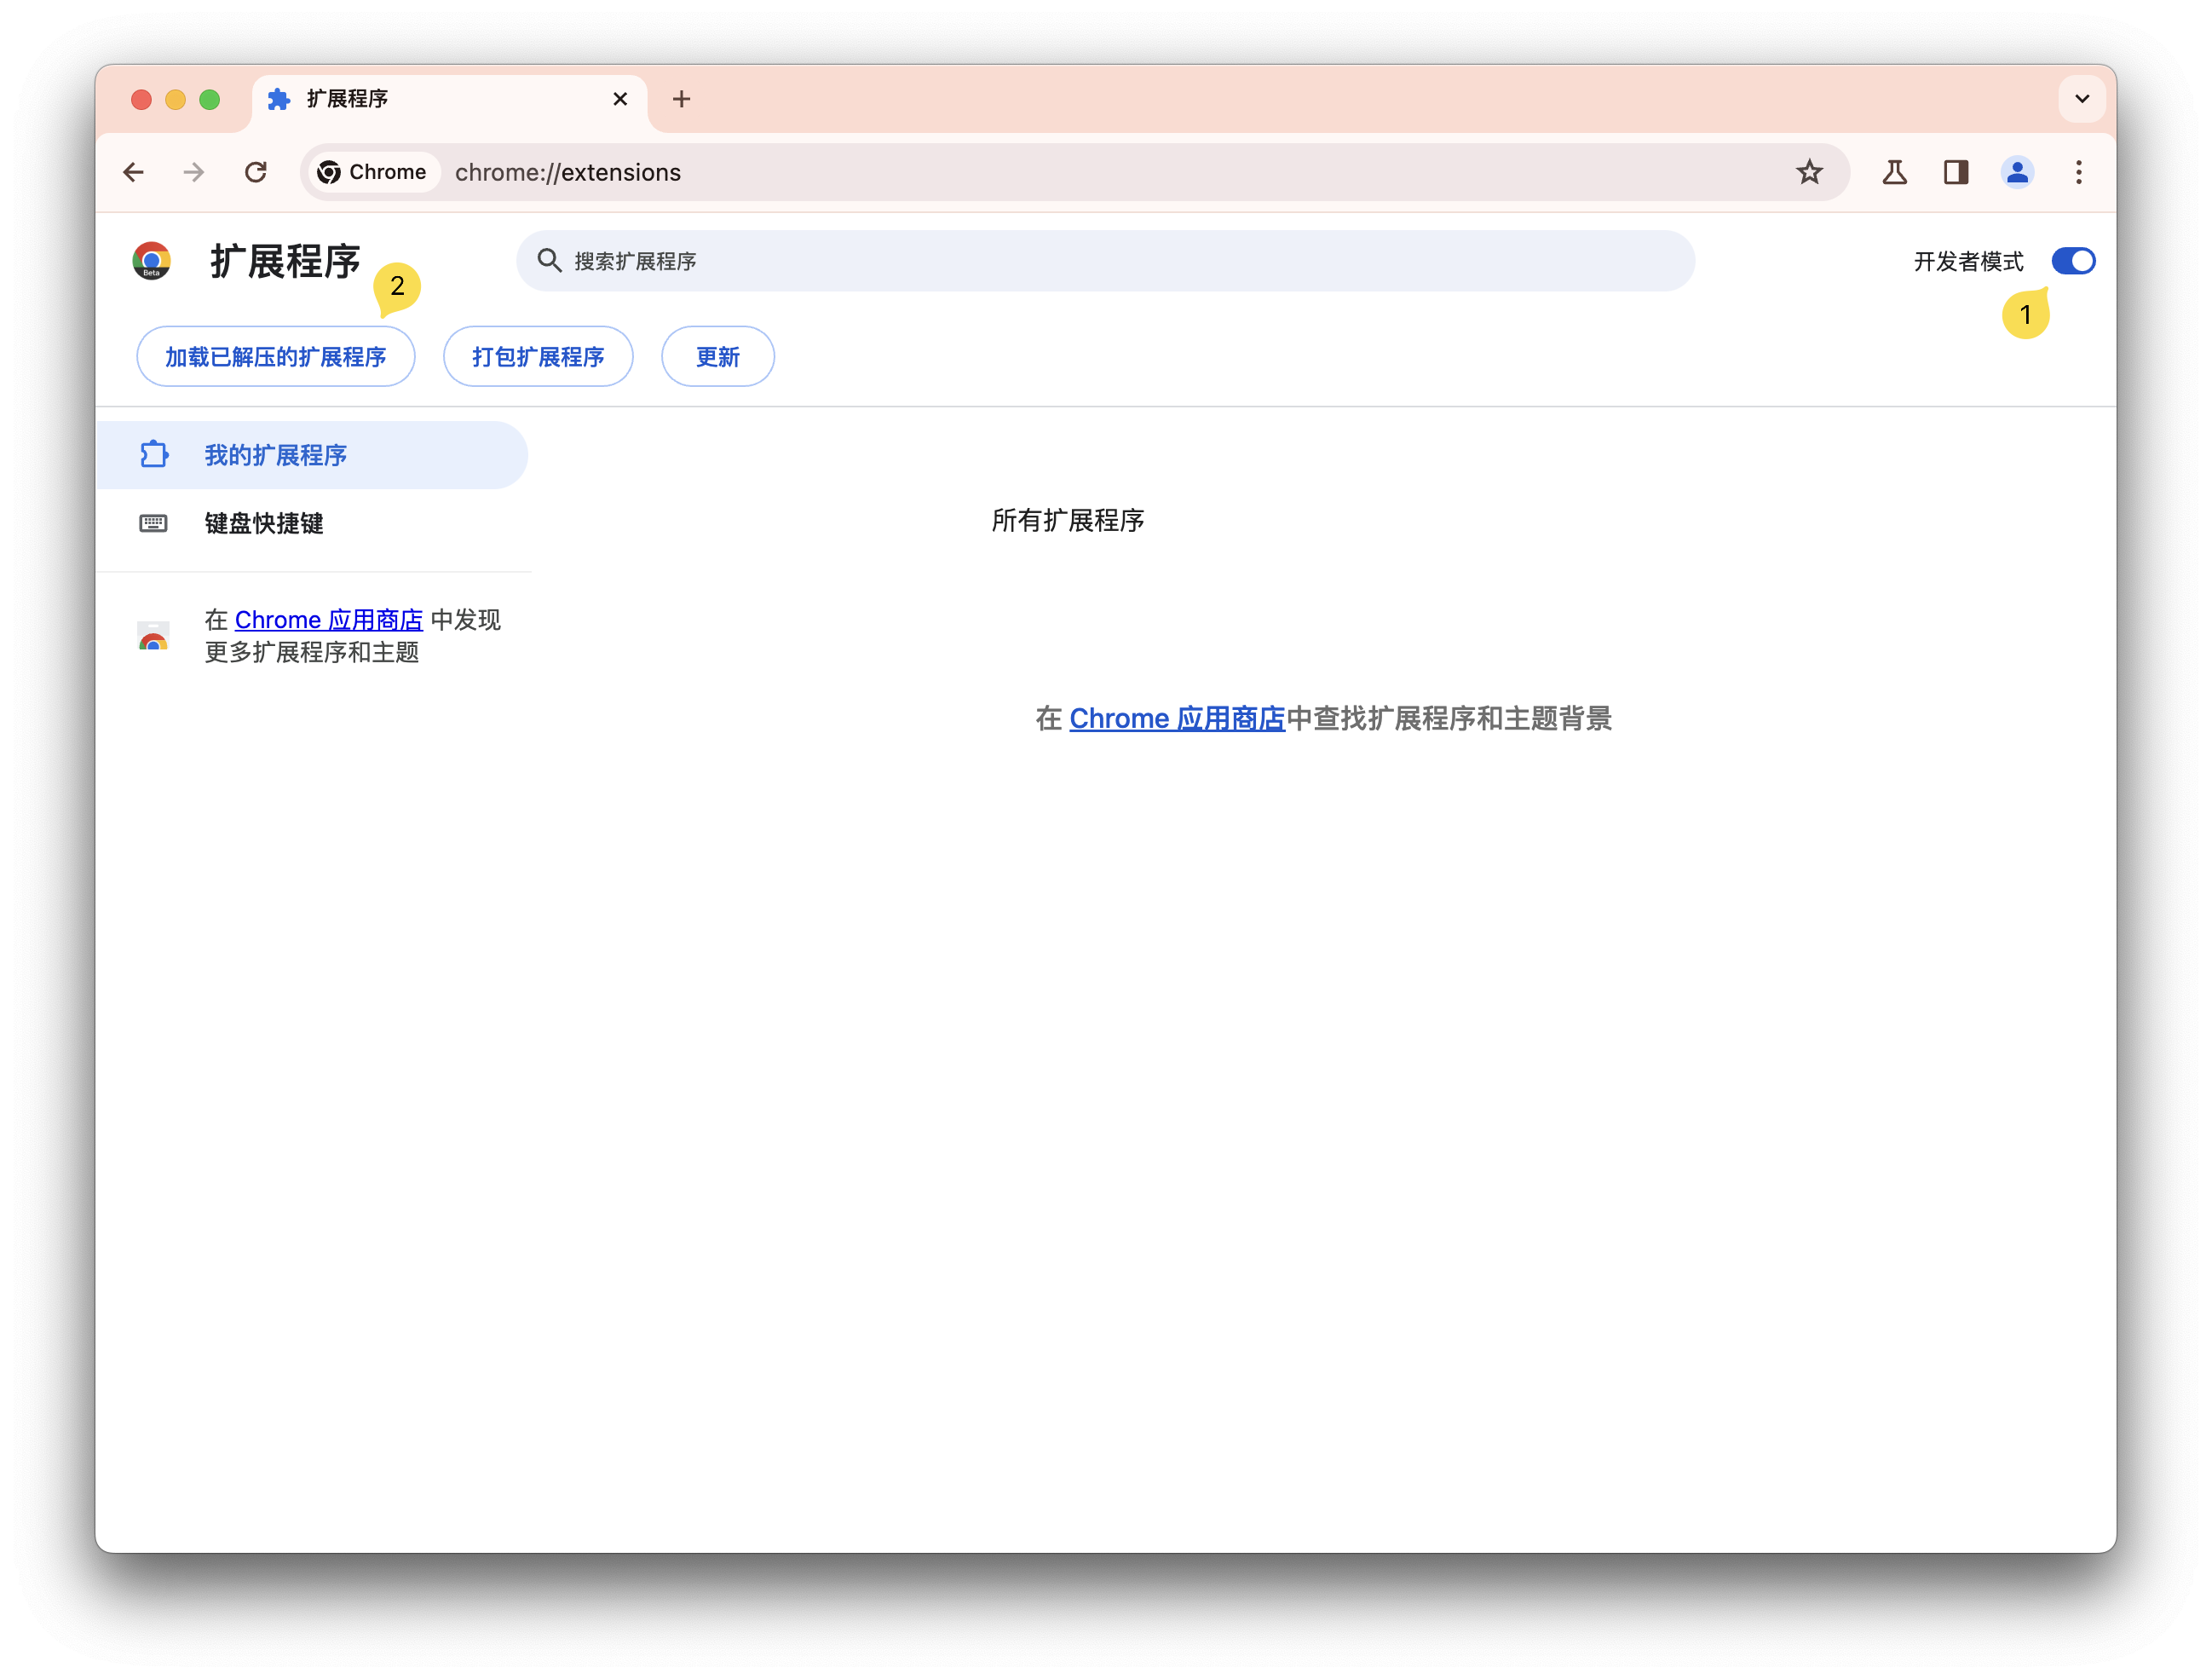 扩展程序
Chrome chrome://extensions
Beta
扩展程序
搜索扩展程序
开发者模式
2
1
加载已解压的扩展程序
打包扩展程序
更新
我的扩展程序
键盘快捷键
在 Chrome 应用商店 中发现
更多扩展程序和主题
所有扩展程序
在 Chrome 应用商店中查找扩展程序和主题背景